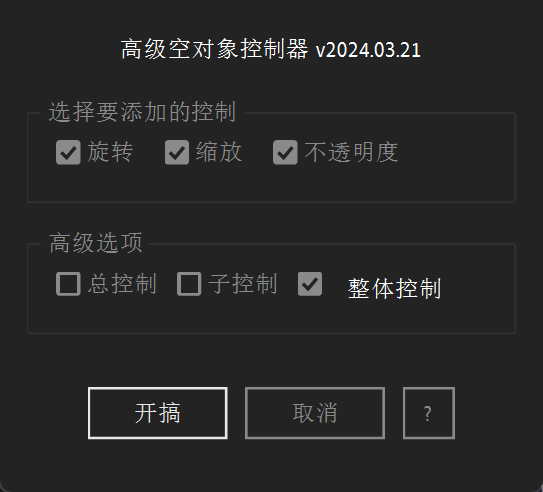 高级空对象控制器 v2024.03.21
选择要添加的控制
旋转 缩放 不透明度
高级选项
总控制 子控制 整体控制
开搞 取消 ?